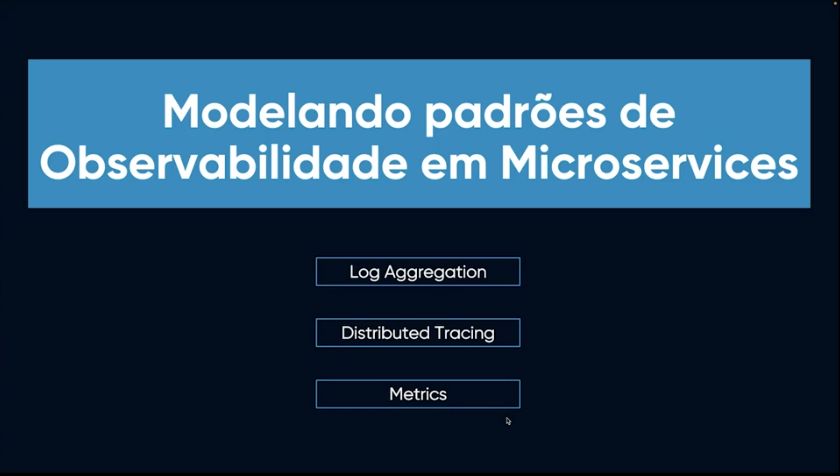 Modelando padrões de
Observabilidade em Microservices
Log Aggregation
Distributed Tracing
Metrics